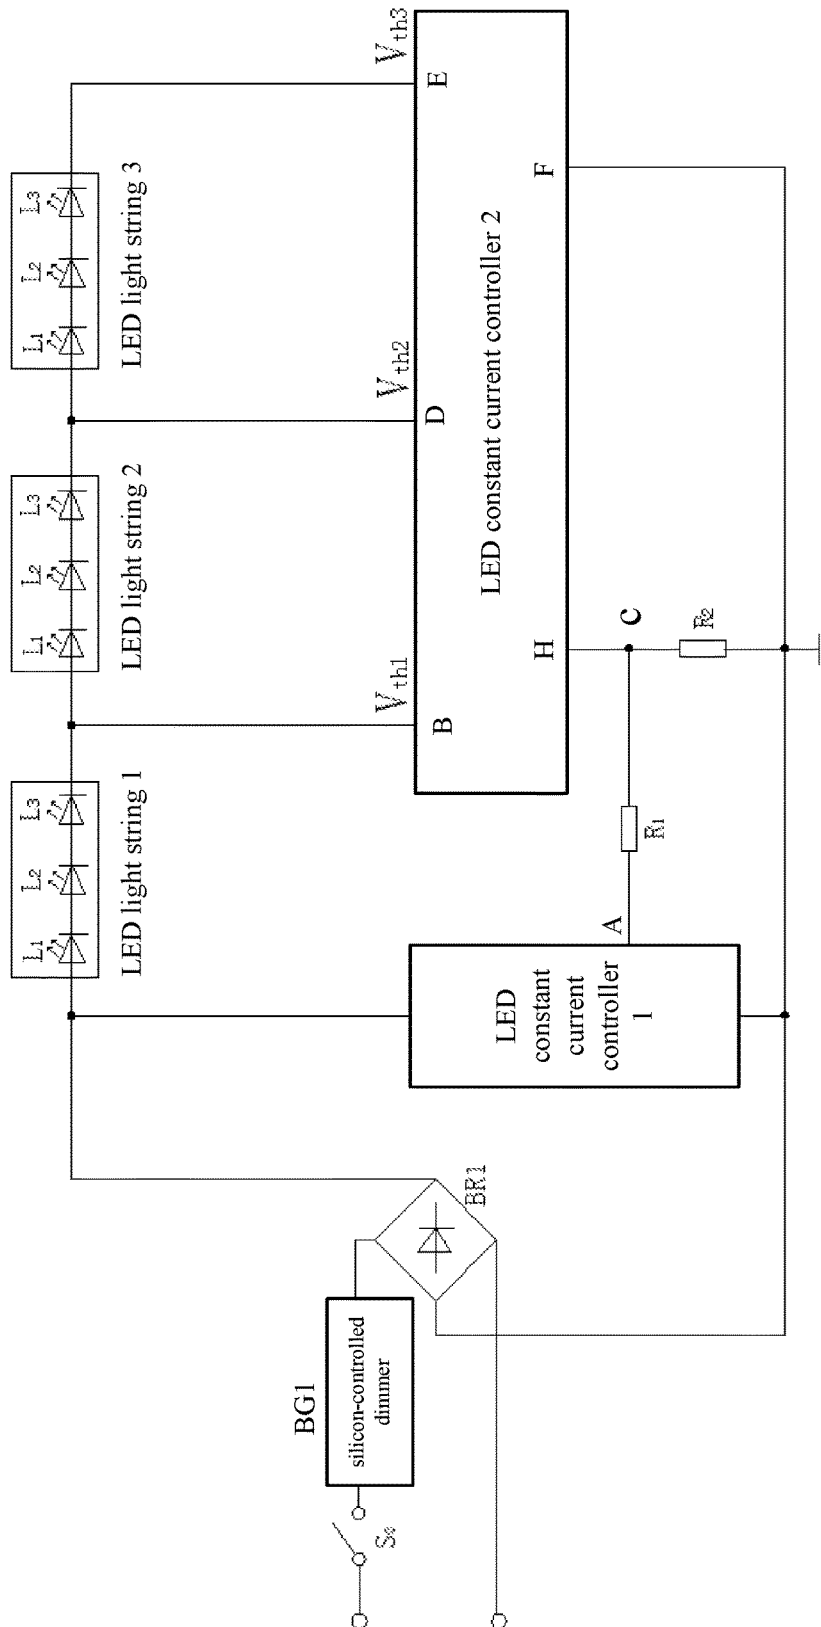 L1 L2 L3
LED light string 1
L1 L2 L3
LED light string 2
L1 L2 L3
LED light string 3
Vth1
Vth2
Vth3
B
D
E
LED constant current controller 2
H
F
C
R2
R1
A
LED
constant
current
controller
1
BR1
BG1
silicon-controlled
dimmer